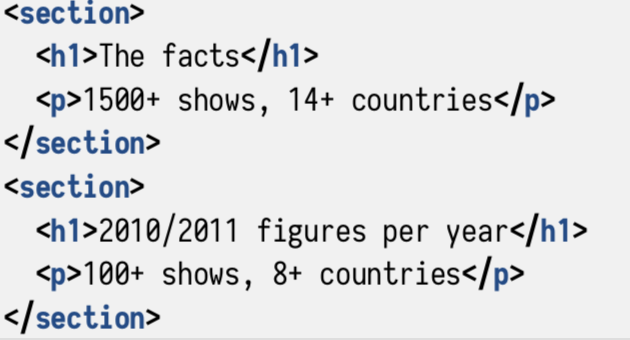 <section>
<h1>The facts</h1>
<p>1500+ shows, 14+ countries</p>
</section>
<section>
<h1>2010/2011 figures per year</h1>
<p>100+ shows, 8+ countries</p>
</section>